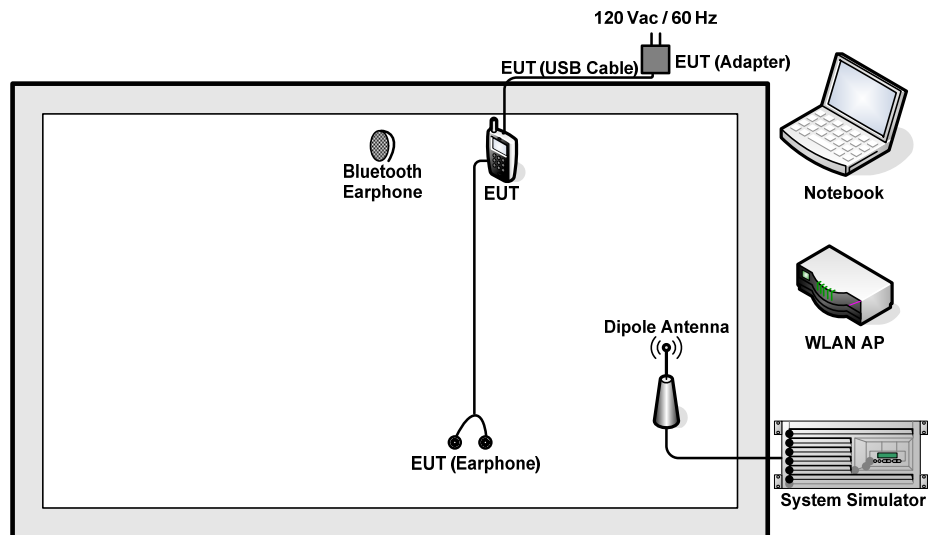 120 Vac / 60 Hz
EUT (USB Cable)
EUT (Adapter)
Bluetooth
Earphone
EUT
Notebook
WLAN AP
Dipole Antenna
EUT (Earphone)
System Simulator